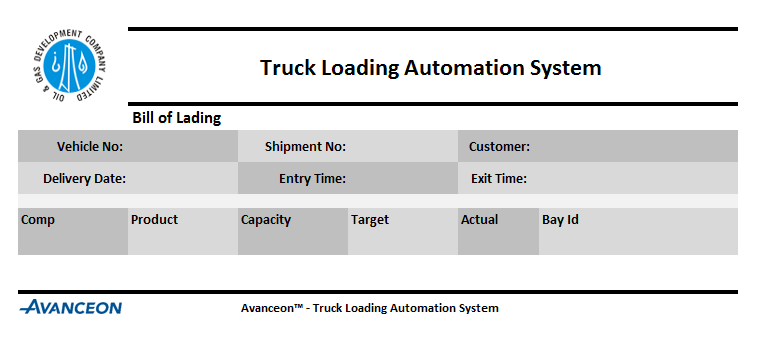 OIL & GAS DEVELOPMENT COMPANY LIMITED
Truck Loading Automation System
Bill of Lading
Vehicle No: Shipment No: Customer:
Delivery Date: Entry Time: Exit Time:
Comp Product Capacity Target Actual Bay Id
AVANCEON Avanceon™ - Truck Loading Automation System